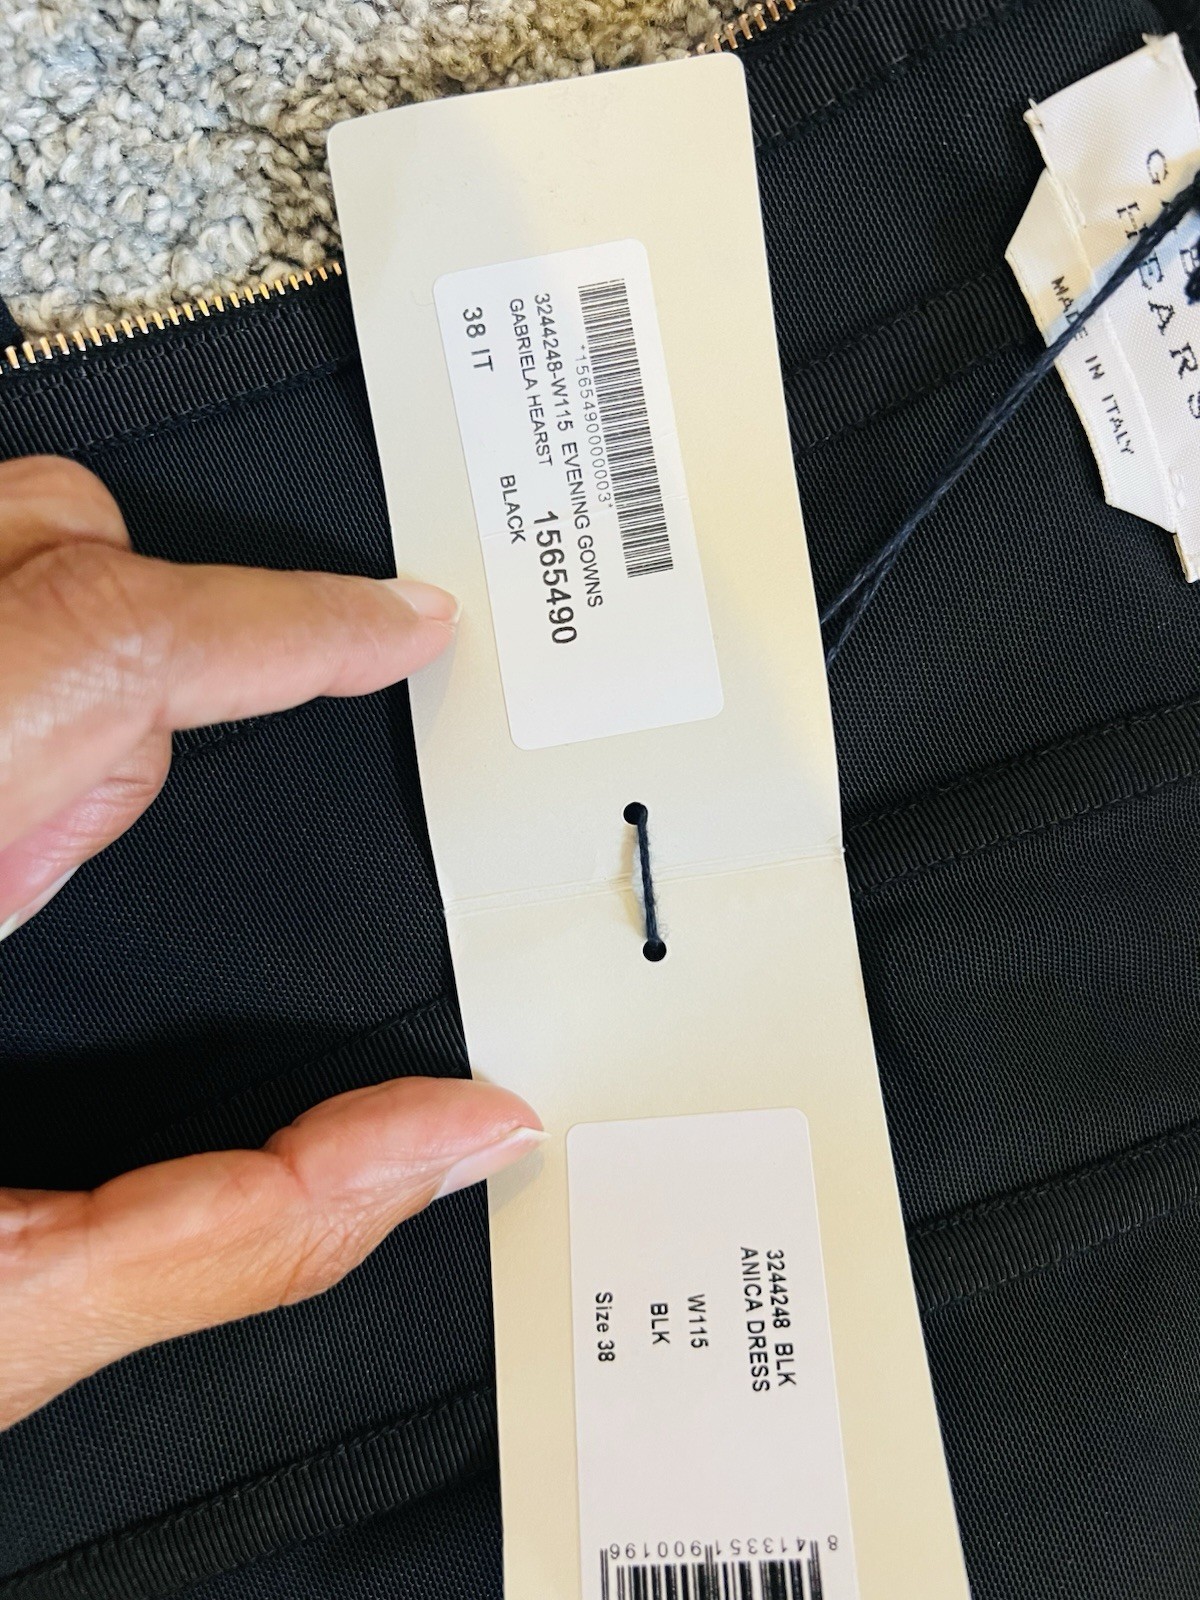 *1565490000003*
3244248-W115 EVENING GOWNS
GABRIELA HEARST 1565490
38 IT BLACK
3244248 BLK
ANICA DRESS
W115
BLK
Size 38
8 413351 900196
MADE IN ITALY